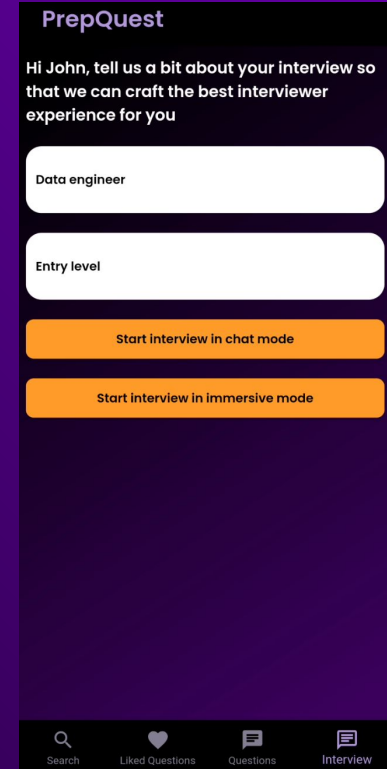 PrepQuest
Hi John, tell us a bit about your interview so
that we can craft the best interviewer
experience for you
Data engineer
Entry level
Start interview in chat mode
Start interview in immersive mode
Search
Liked Questions
Questions
Interview